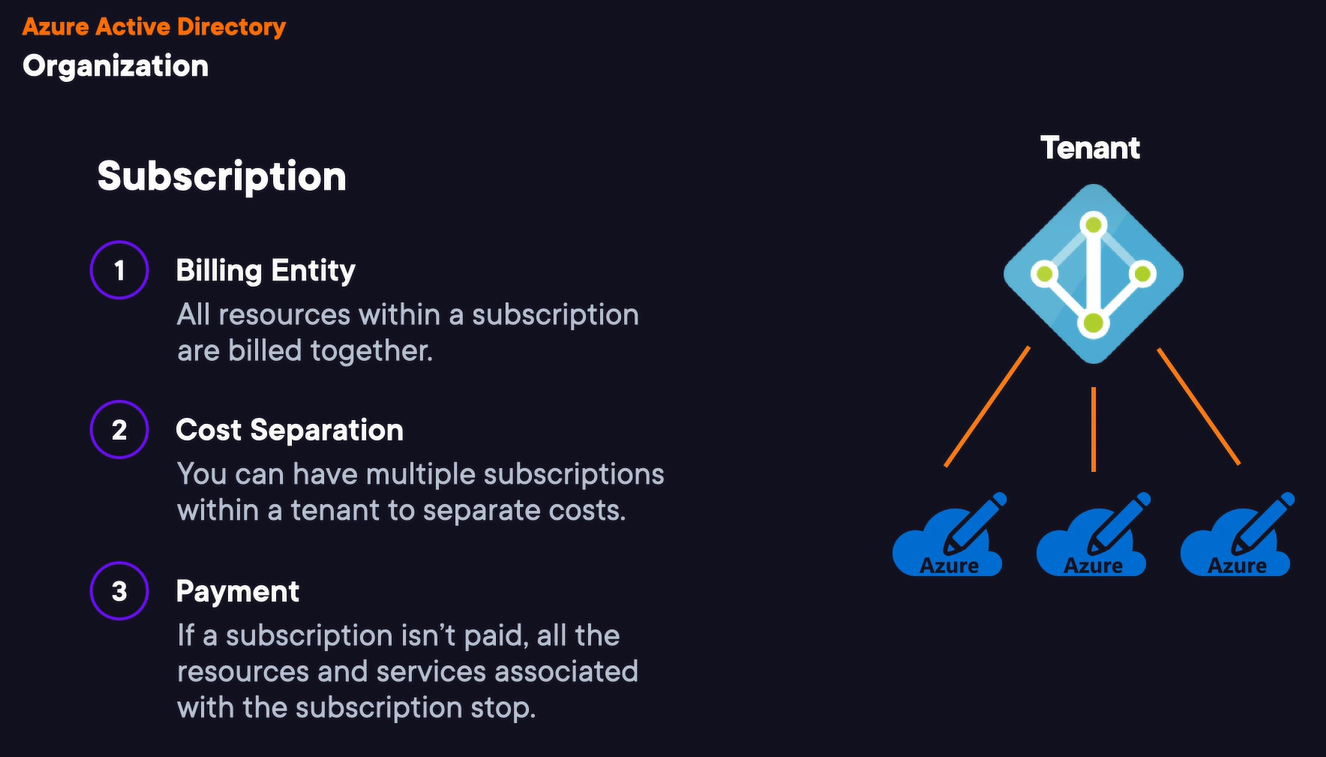 Azure Active Directory
Organization
Subscription
1
Billing Entity
All resources within a subscription
are billed together.
2
Cost Separation
You can have multiple subscriptions
within a tenant to separate costs.
3
Payment
If a subscription isn’t paid, all the
resources and services associated
with the subscription stop.
Tenant
Azure
Azure
Azure